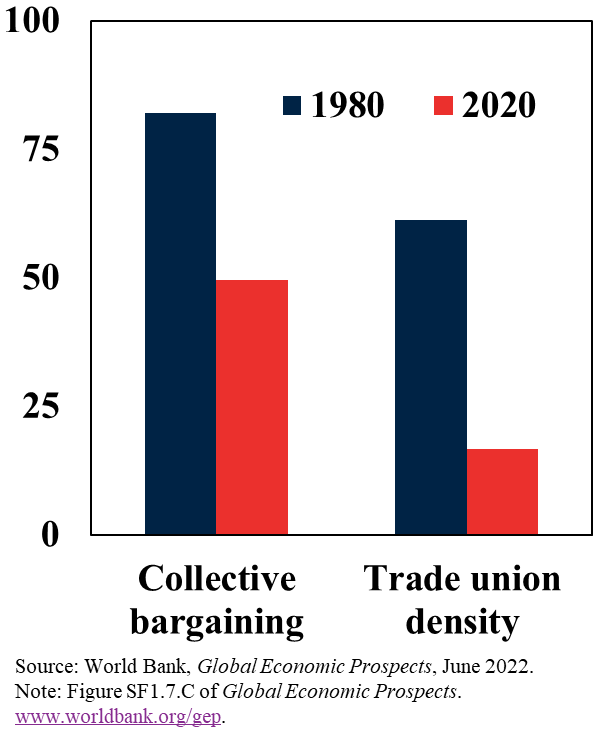 100
75
50
25
0
1980 2020
Collective bargaining
Trade union density
Source: World Bank, Global Economic Prospects, June 2022.
Note: Figure SF1.7.C of Global Economic Prospects.
www.worldbank.org/gep.